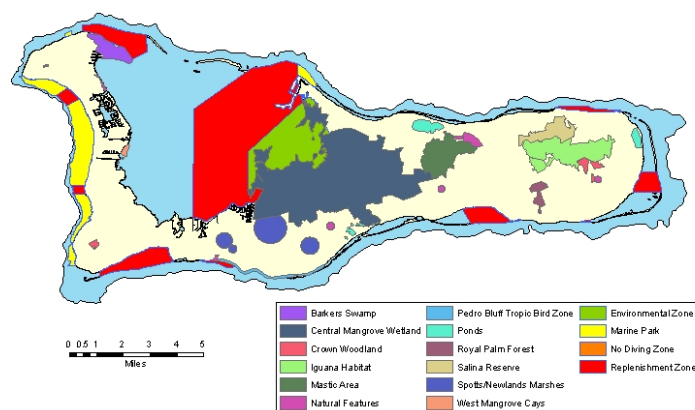 Barkers Swamp
Pedro Bluff Tropic Bird Zone
Environmental Zone
Central Mangrove Wetland
Ponds
Marine Park
Crown Woodland
Royal Palm Forest
No Diving Zone
Iguana Habitat
Salina Reserve
Replenishment Zone
Mastic Area
Spotts/Newlands Marshes
Natural Features
West Mangrove Cays
0 0.5 1 2 3 4 5
Miles